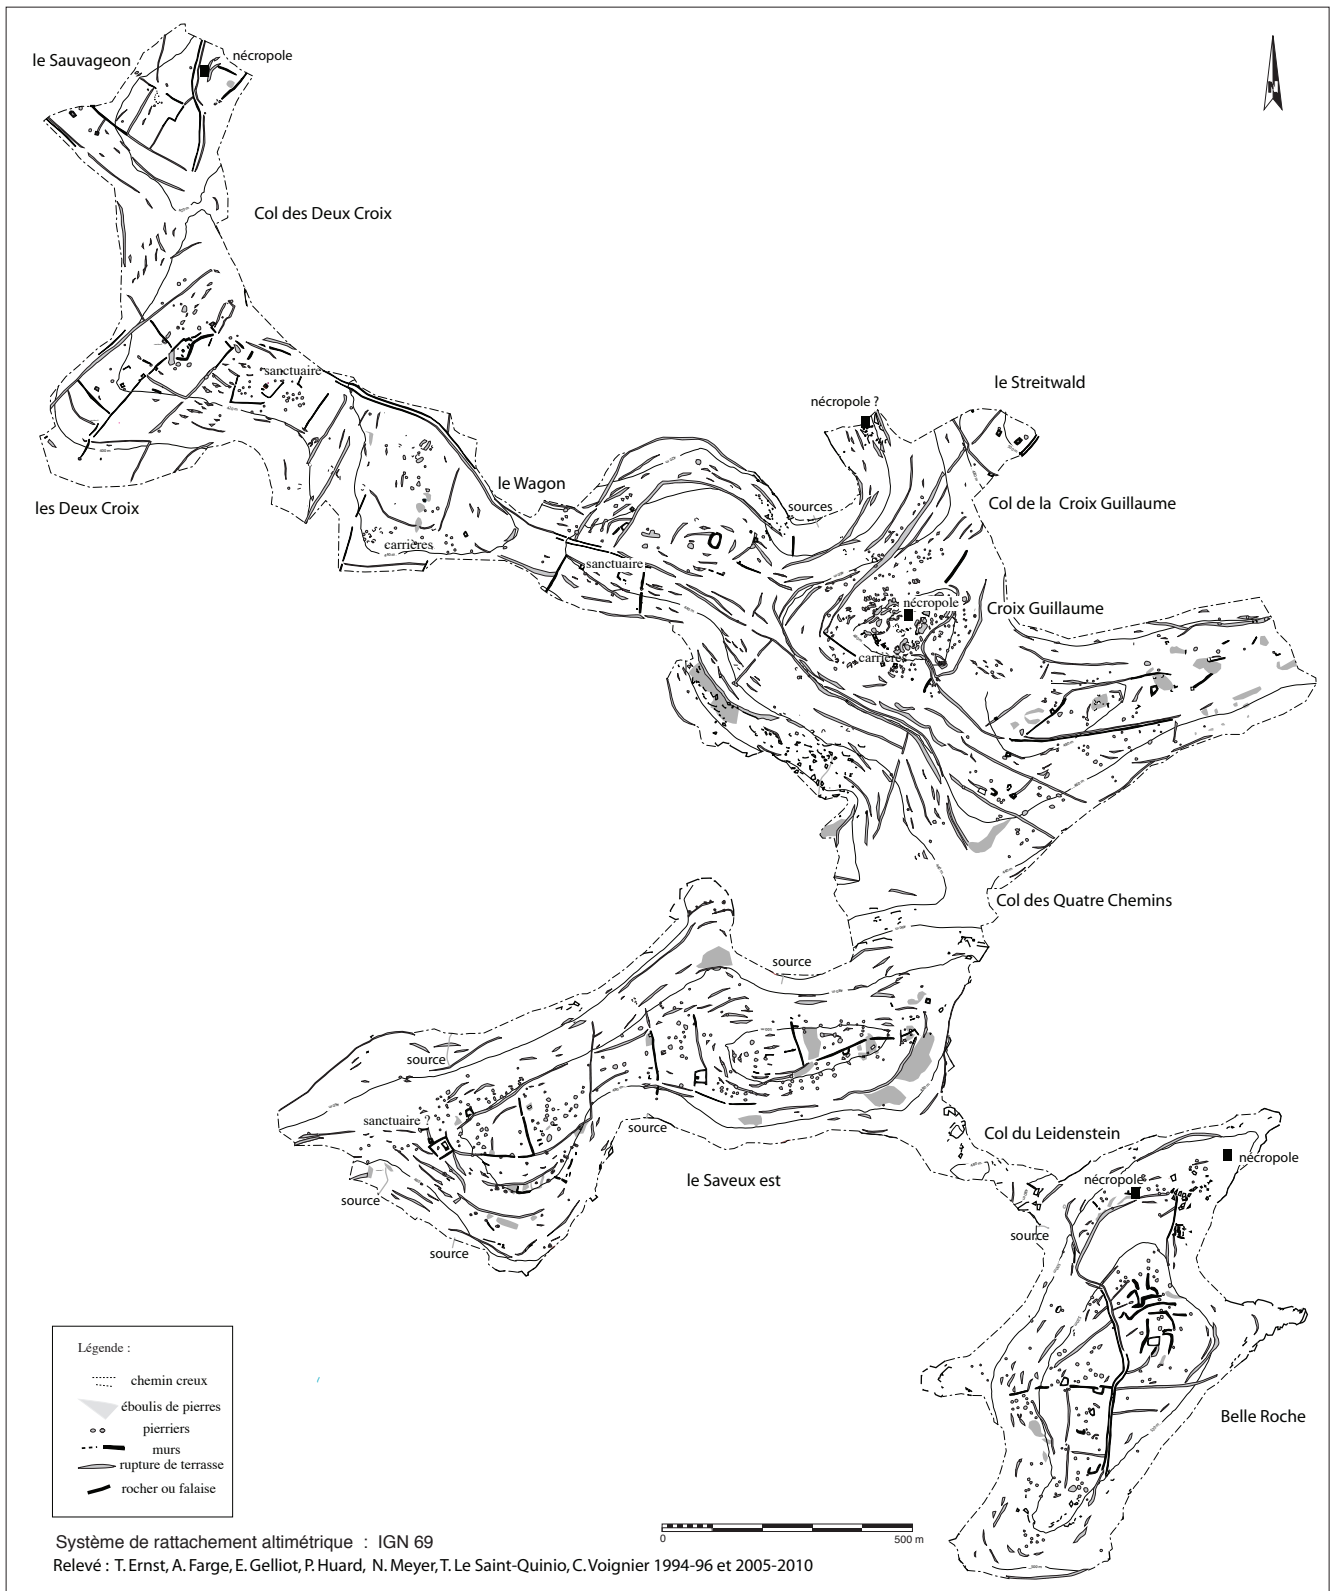 le Sauvageon
nécropole
Col des Deux Croix
sanctuaire
les Deux Croix
carrières
le Wagon
sanctuaire
sources
nécropole ?
le Streitwald
Col de la Croix Guillaume
nécropole
Croix Guillaume
carrières
Col des Quatre Chemins
source
source
sanctuaire ?
source
source
source
le Saveux est
Col du Leidenstein
nécropole
nécropole
source
Belle Roche
Légende :
chemin creux
éboulis de pierres
pierriers
murs
rupture de terrasse
rocher ou falaise
0
500 m
Système de rattachement altimétrique : IGN 69
Relevé : T. Ernst, A. Farge, E. Gelliot, P. Huard, N. Meyer, T. Le Saint-Quinio, C. Voignier 1994-96 et 2005-2010